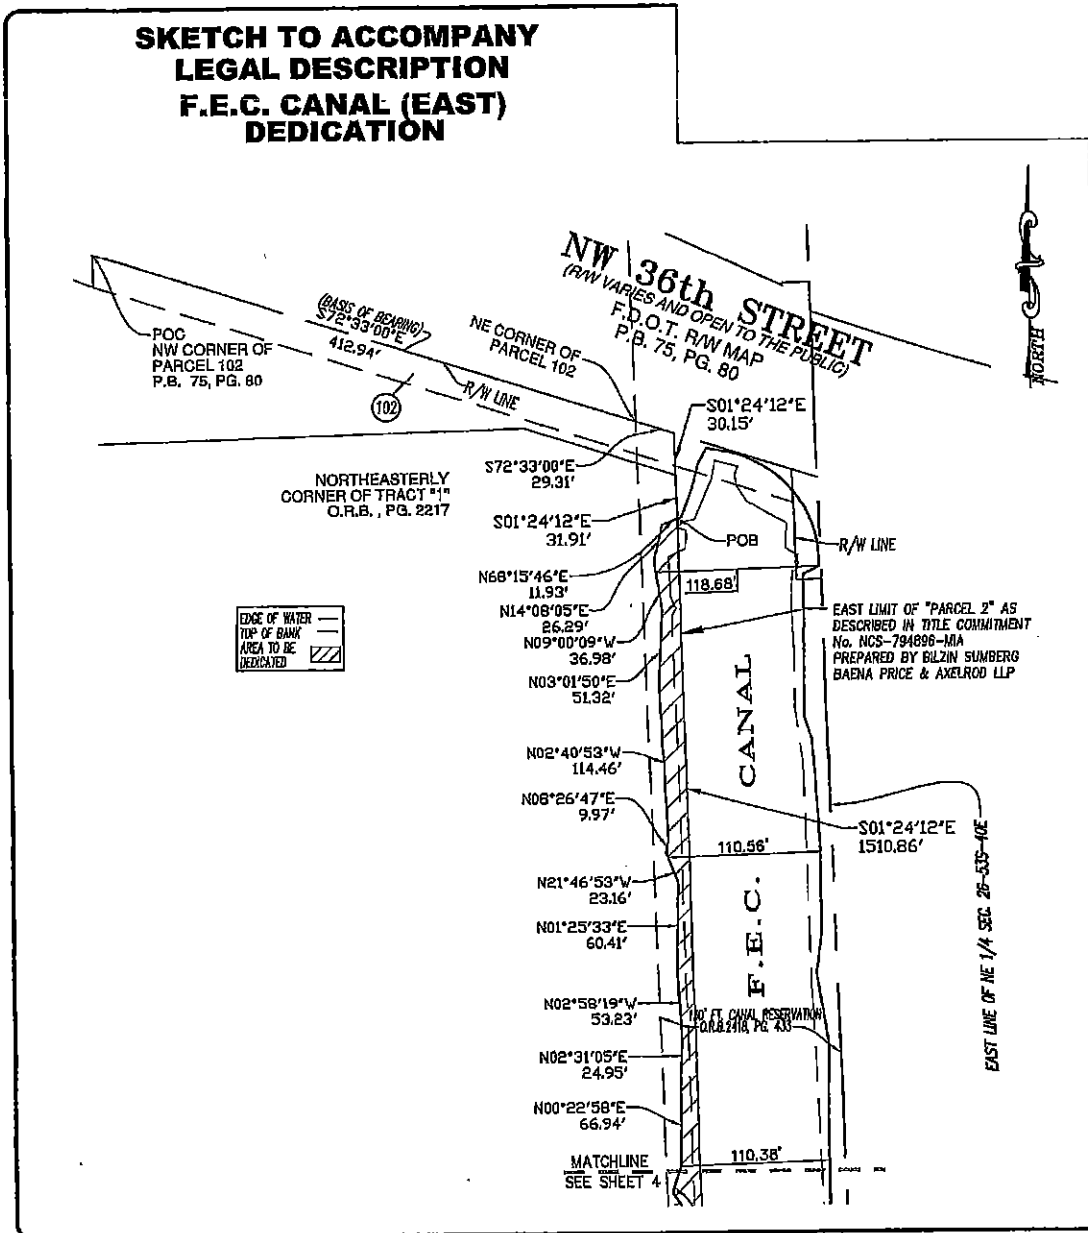 SKETCH TO ACCOMPANY
LEGAL DESCRIPTION
F.E.C. CANAL (EAST)
DEDICATION
NORTH
NW 36th STREET
(R/W VARIES AND OPEN TO THE PUBLIC)
F.D.O.T. R/W MAP
P.B. 75, PG. 80
POC
NW CORNER OF
PARCEL 102
P.B. 75, PG. 80
(BASIS OF BEARING)
S72°33'00"E
412.94'
R/W LINE
102
NE CORNER OF
PARCEL 102
S01°24'12"E
30.15'
S72°33'00"E
29.31'
NORTHEASTERLY
CORNER OF TRACT "1"
O.R.B. , PG. 2217
S01°24'12"E
31.91'
POB
R/W LINE
N68°15'46"E
11.93'
118.68'
N14°08'05"E
26.29'
N09°00'09"W
36.98'
EAST LIMIT OF "PARCEL 2" AS
DESCRIBED IN TITLE COMMITMENT
No. NCS-794896-MIA
PREPARED BY BILZIN SUMBERG
BAENA PRICE & AXELROD LLP
EDGE OF WATER
TOP OF BANK
AREA TO BE
DEDICATED
N03°01'50"E
51.32'
N02°40'53"W
114.46'
N06°26'47"E
9.97'
F.E.C. CANAL
S01°24'12"E
1510.86'
110.56'
N21°46'53"W
23.16'
N01°25'33"E
60.41'
EAST LINE OF NE 1/4 SEC. 26-53S-40E
N02°58'19"W
53.23'
FT. CANAL RESERVATION
O.R.B.2418, PG. 433
N02°31'05"E
24.95'
N00°22'58"E
66.94'
110.38'
MATCHLINE
SEE SHEET 4